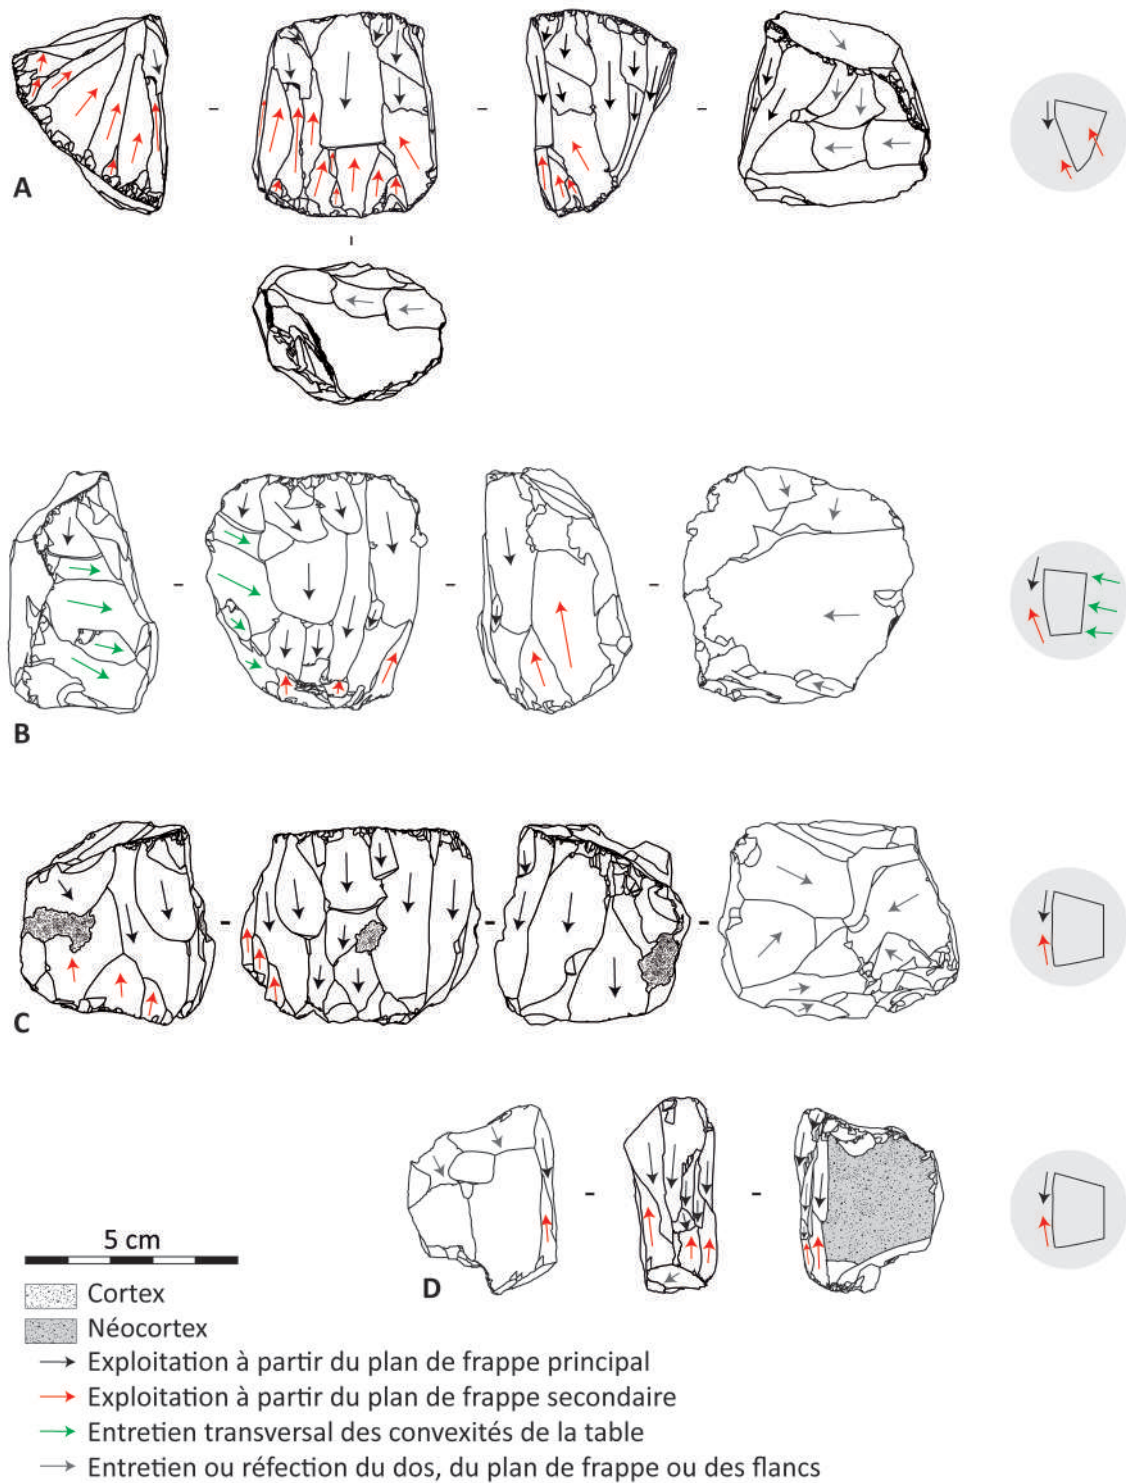 A
B
C
D
5 cm
Cortex
Néocortex
Exploitation à partir du plan de frappe principal
Exploitation à partir du plan de frappe secondaire
Entretien transversal des convexités de la table
Entretien ou réfection du dos, du plan de frappe ou des flancs